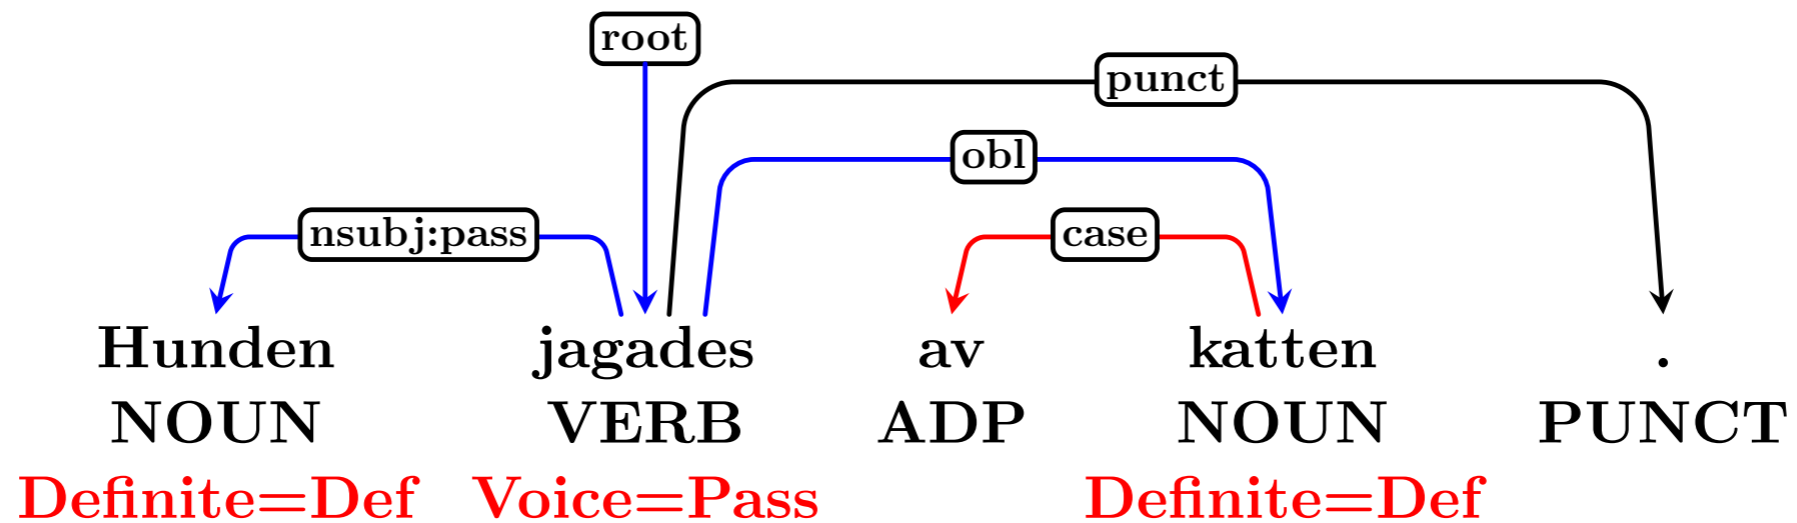 root
punct
obl
nsubj:pass case
Hunden jagades av katten .
NOUN VERB ADP NOUN PUNCT
Definite=Def Voice=Pass Definite=Def